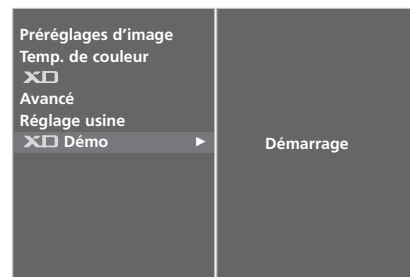 Préréglages d'image
Temp. de couleur
XD
Avancé
Réglage usine
XD Démo ►
Démarrage